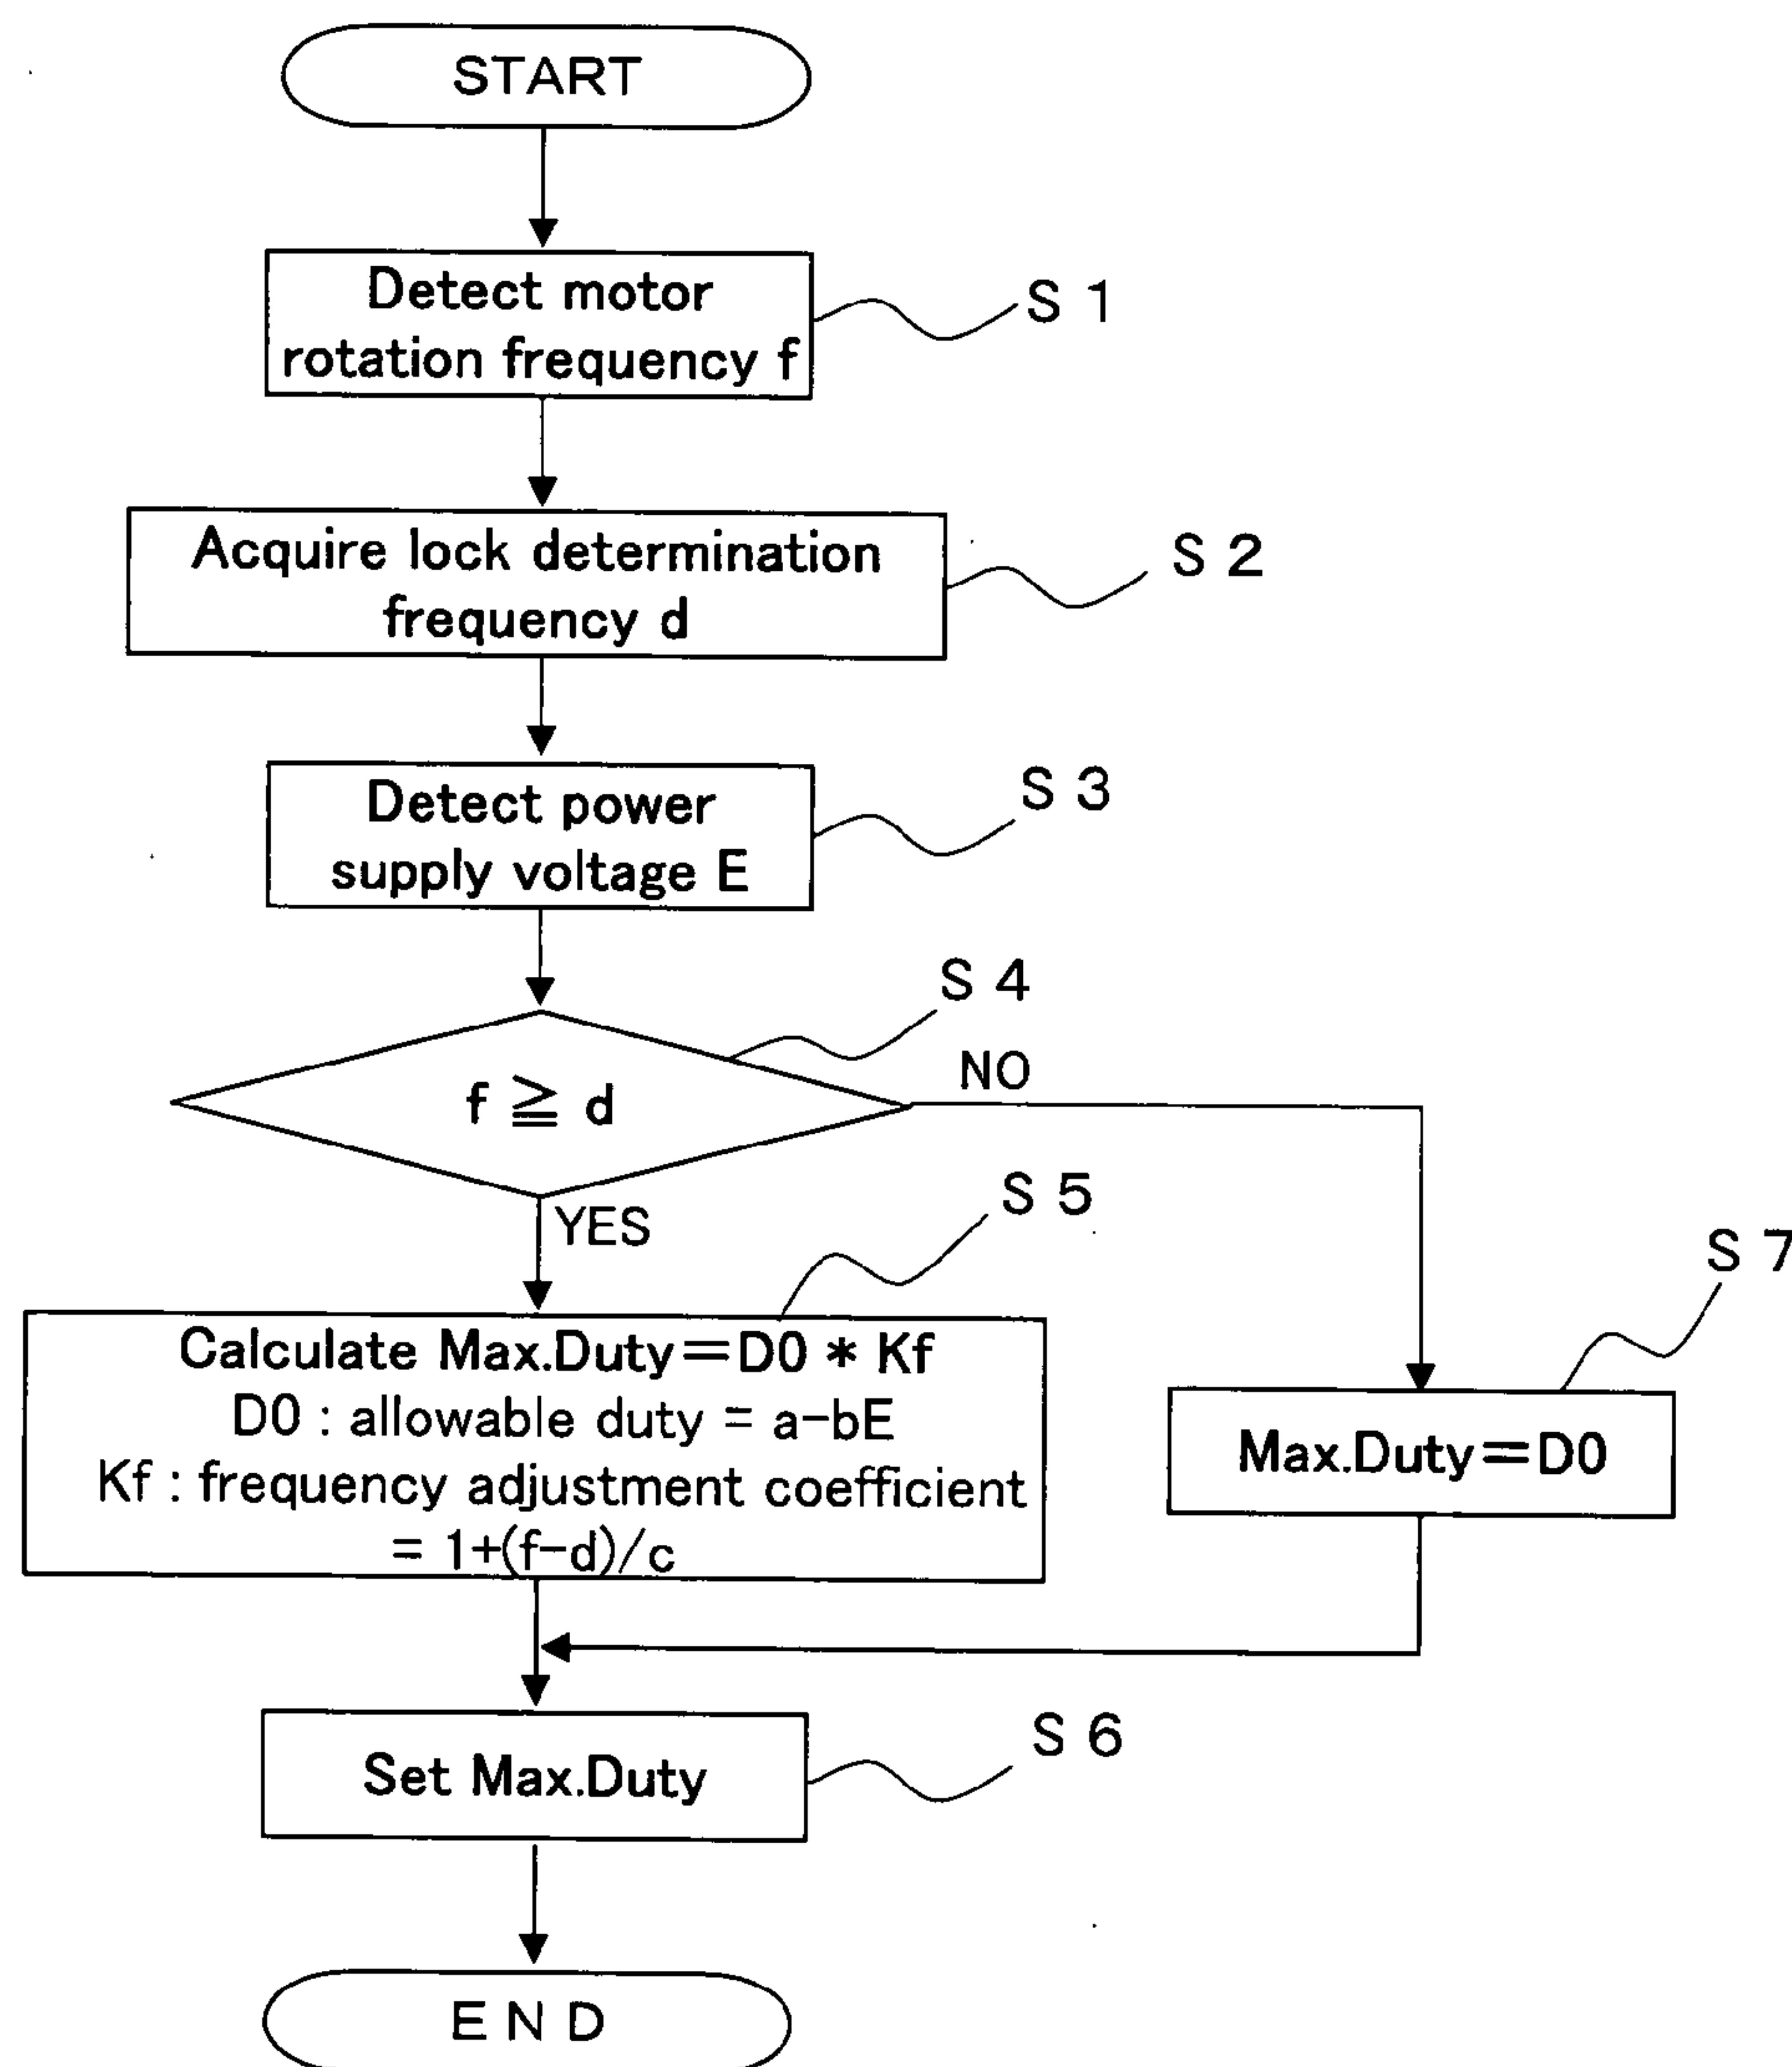 START
Detect motor
rotation frequency f
S 1
Acquire lock determination
frequency d
S 2
Detect power
supply voltage E
S 3
S 4
f ≧ d
NO
YES
S 5
Calculate Max.Duty=D0 * Kf
D0 : allowable duty = a-bE
Kf : frequency adjustment coefficient
= 1+(f-d)/c
S 7
Max.Duty=D0
Set Max.Duty
S 6
END